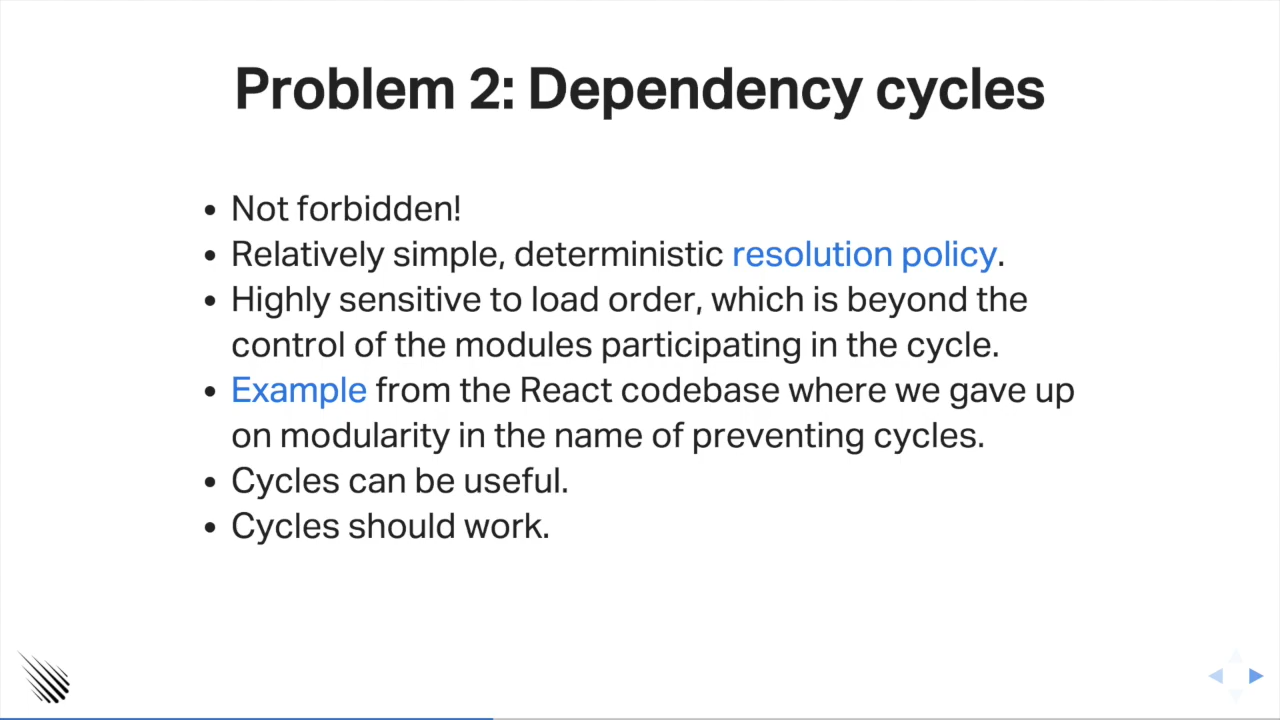 Problem 2: Dependency cycles
• Not forbidden!
• Relatively simple, deterministic resolution policy.
• Highly sensitive to load order, which is beyond the
control of the modules participating in the cycle.
• Example from the React codebase where we gave up
on modularity in the name of preventing cycles.
• Cycles can be useful.
• Cycles should work.